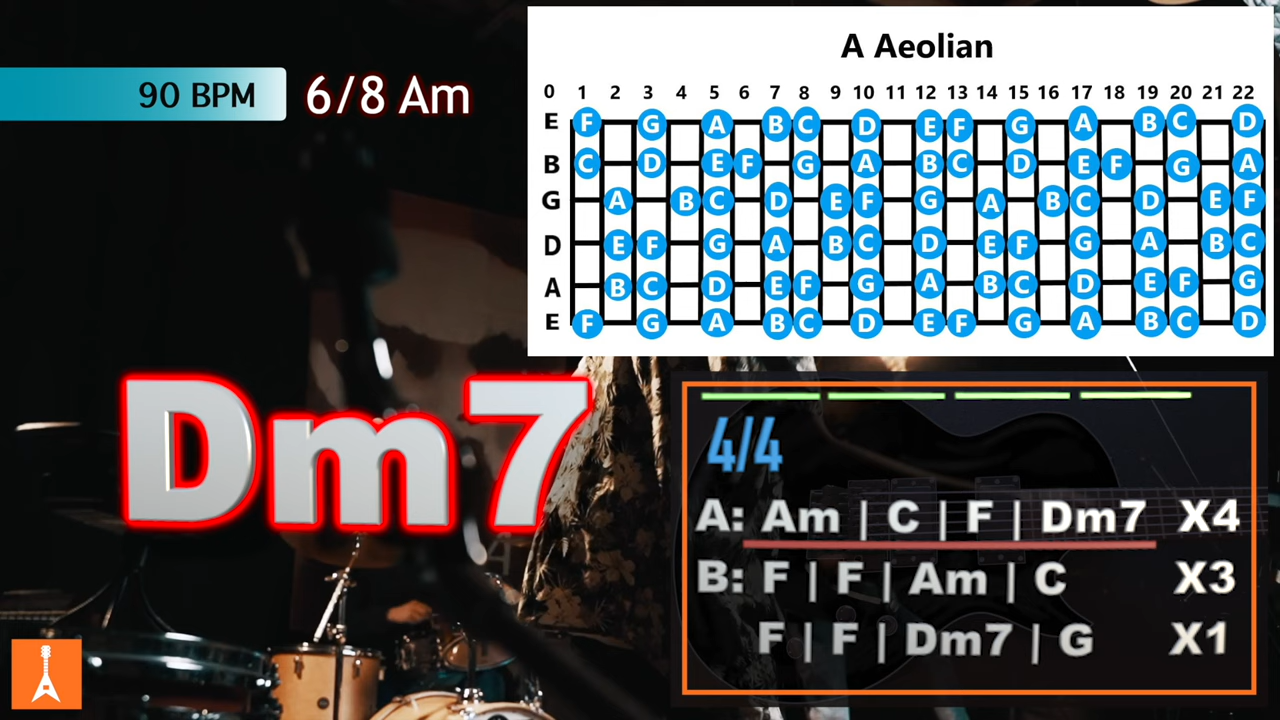 A Aeolian
90 BPM 6/8 Am
0 1 2 3 4 5 6 7 8 9 10 11 12 13 14 15 16 17 18 19 20 21 22
E F G A B C D E F G A B C D
B C D E F G A B C D E F G A
G A B C D E F G A B C D E F
D E F G A B C D E F G A B C
A B C D E F G A B C D E F G
E F G A B C D E F G A B C D
Dm7
4/4
A: Am | C | F | Dm7 X4
B: F | F | Am | C X3
F | F | Dm7 | G X1